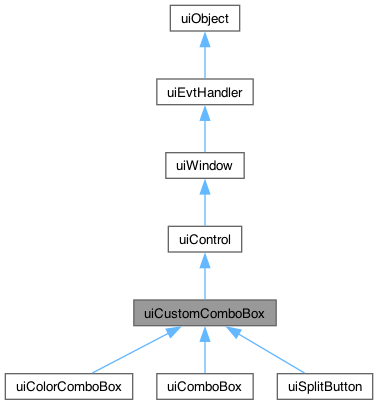 uiObject
uiEvtHandler
uiWindow
uiControl
uiCustomComboBox
uiColorComboBox
uiComboBox
uiSplitButton